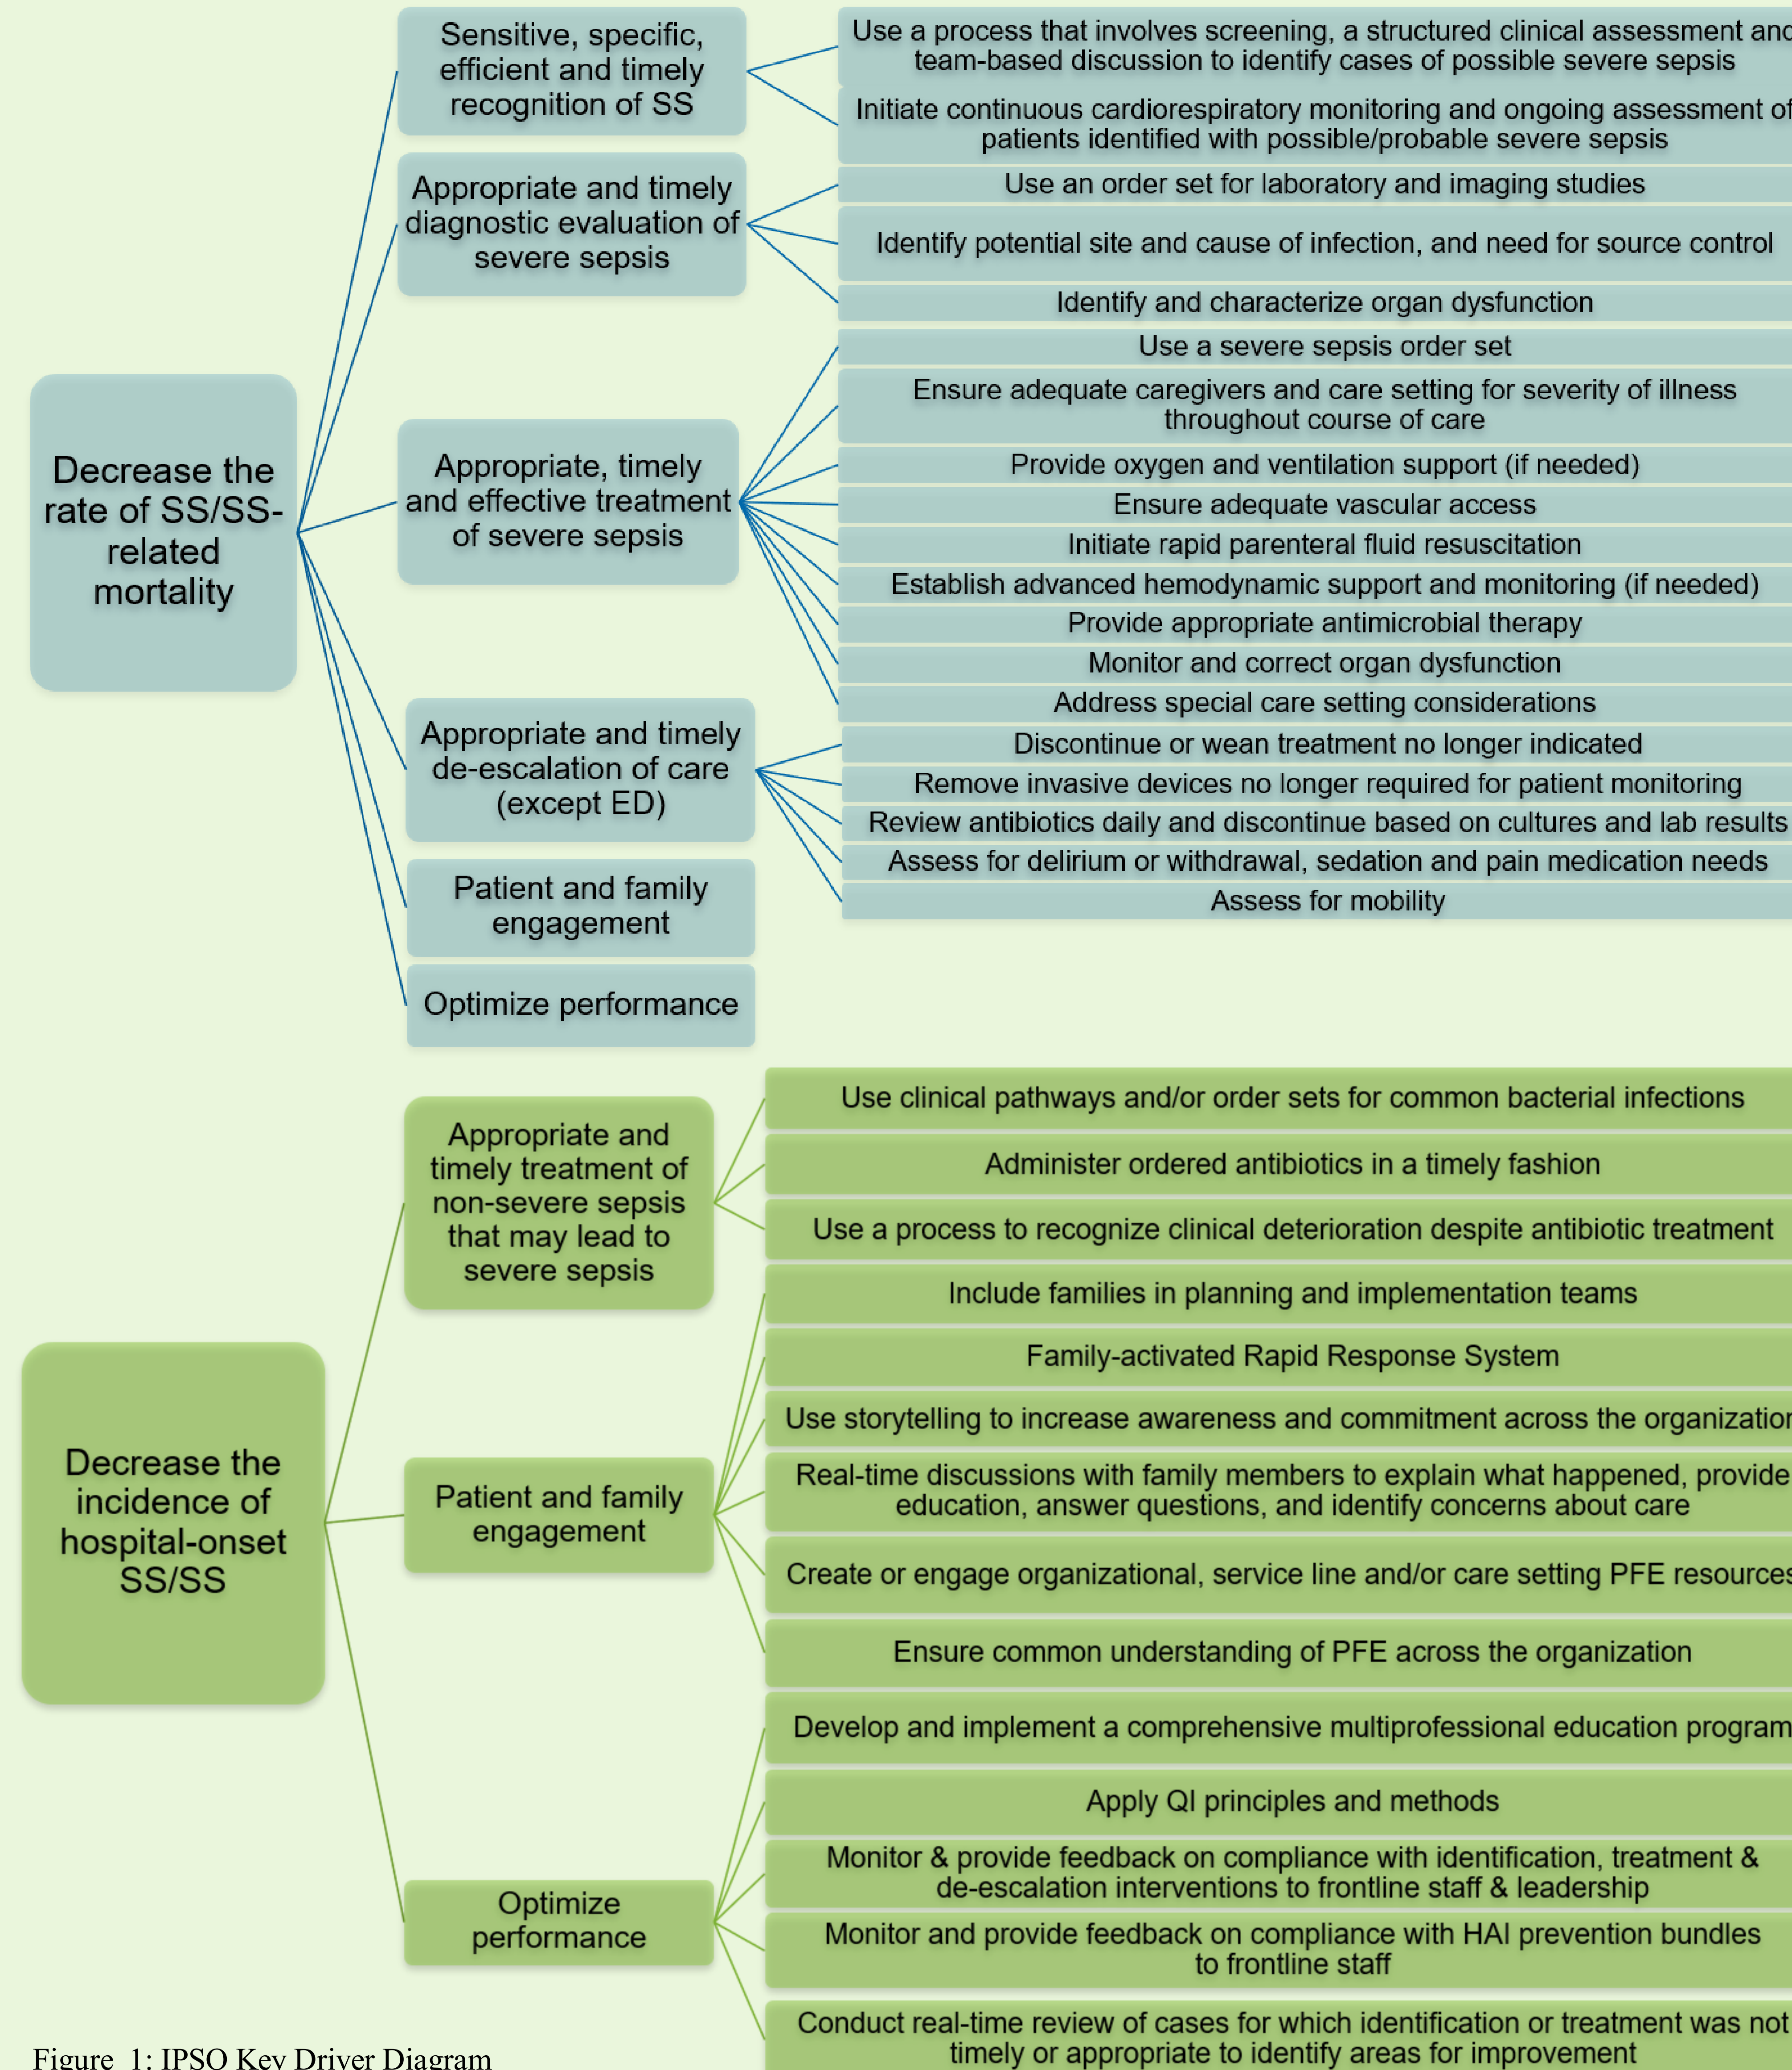 Decrease the
rate of SS/SS-
related
mortality
Sensitive, specific,
efficient and timely
recognition of SS
Use a process that involves screening, a structured clinical assessment and
team-based discussion to identify cases of possible severe sepsis
Initiate continuous cardiorespiratory monitoring and ongoing assessment of
patients identified with possible/probable severe sepsis
Appropriate and timely
diagnostic evaluation of
severe sepsis
Use an order set for laboratory and imaging studies
Identify potential site and cause of infection, and need for source control
Identify and characterize organ dysfunction
Appropriate, timely
and effective treatment
of severe sepsis
Use a severe sepsis order set
Ensure adequate caregivers and care setting for severity of illness
throughout course of care
Provide oxygen and ventilation support (if needed)
Ensure adequate vascular access
Initiate rapid parenteral fluid resuscitation
Establish advanced hemodynamic support and monitoring (if needed)
Provide appropriate antimicrobial therapy
Monitor and correct organ dysfunction
Address special care setting considerations
Appropriate and timely
de-escalation of care
(except ED)
Discontinue or wean treatment no longer indicated
Remove invasive devices no longer required for patient monitoring
Review antibiotics daily and discontinue based on cultures and lab results
Assess for delirium or withdrawal, sedation and pain medication needs
Assess for mobility
Patient and family
engagement
Optimize performance
Decrease the
incidence of
hospital-onset
SS/SS
Appropriate and
timely treatment of
non-severe sepsis
that may lead to
severe sepsis
Use clinical pathways and/or order sets for common bacterial infections
Administer ordered antibiotics in a timely fashion
Use a process to recognize clinical deterioration despite antibiotic treatment
Patient and family
engagement
Include families in planning and implementation teams
Family-activated Rapid Response System
Use storytelling to increase awareness and commitment across the organization
Real-time discussions with family members to explain what happened, provide
education, answer questions, and identify concerns about care
Create or engage organizational, service line and/or care setting PFE resources
Ensure common understanding of PFE across the organization
Optimize
performance
Develop and implement a comprehensive multiprofessional education program
Apply QI principles and methods
Monitor & provide feedback on compliance with identification, treatment &
de-escalation interventions to frontline staff & leadership
Monitor and provide feedback on compliance with HAI prevention bundles
to frontline staff
Conduct real-time review of cases for which identification or treatment was not
timely or appropriate to identify areas for improvement
Figure 1: IPSO Key Driver Diagram